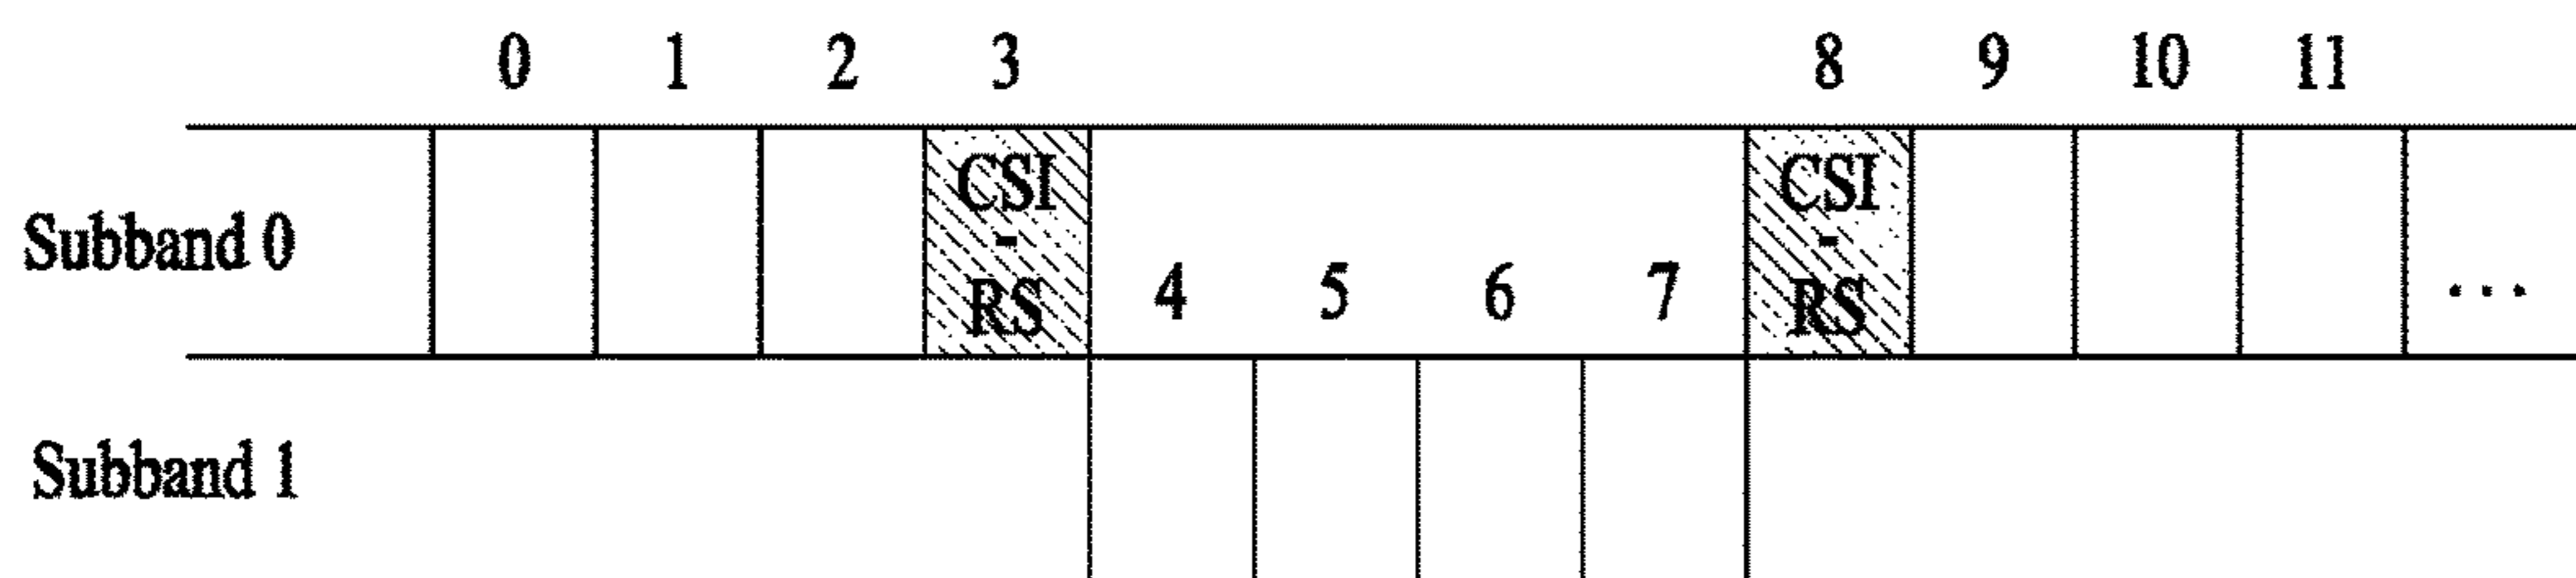 0 1 2 3 8 9 10 11
CSI CSI
Subband 0 - -
RS 4 5 6 7 RS ...
Subband 1